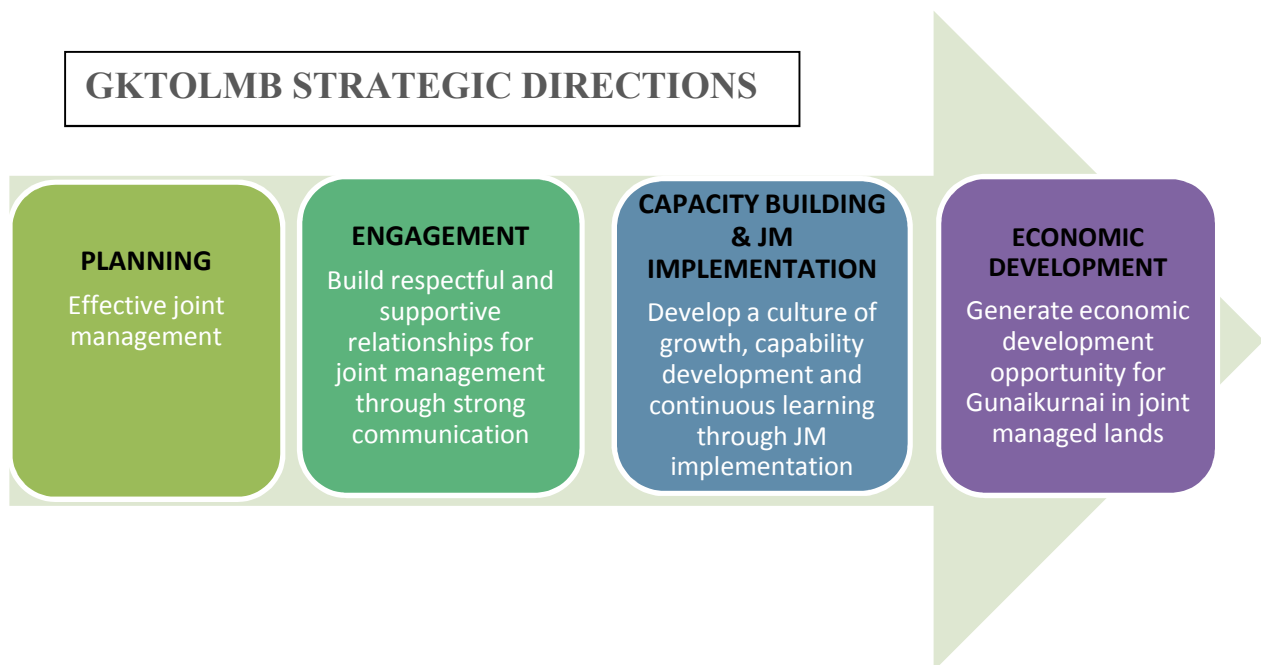 GKTOLMB STRATEGIC DIRECTIONS
PLANNING
Effective joint
management
ENGAGEMENT
Build respectful and
supportive
relationships for
joint management
through strong
communication
CAPACITY BUILDING
& JM
IMPLEMENTATION
Develop a culture of
growth, capability
development and
continuous learning
through JM
implementation
ECONOMIC
DEVELOPMENT
Generate economic
development
opportunity for
Gunaikurnai in joint
managed lands